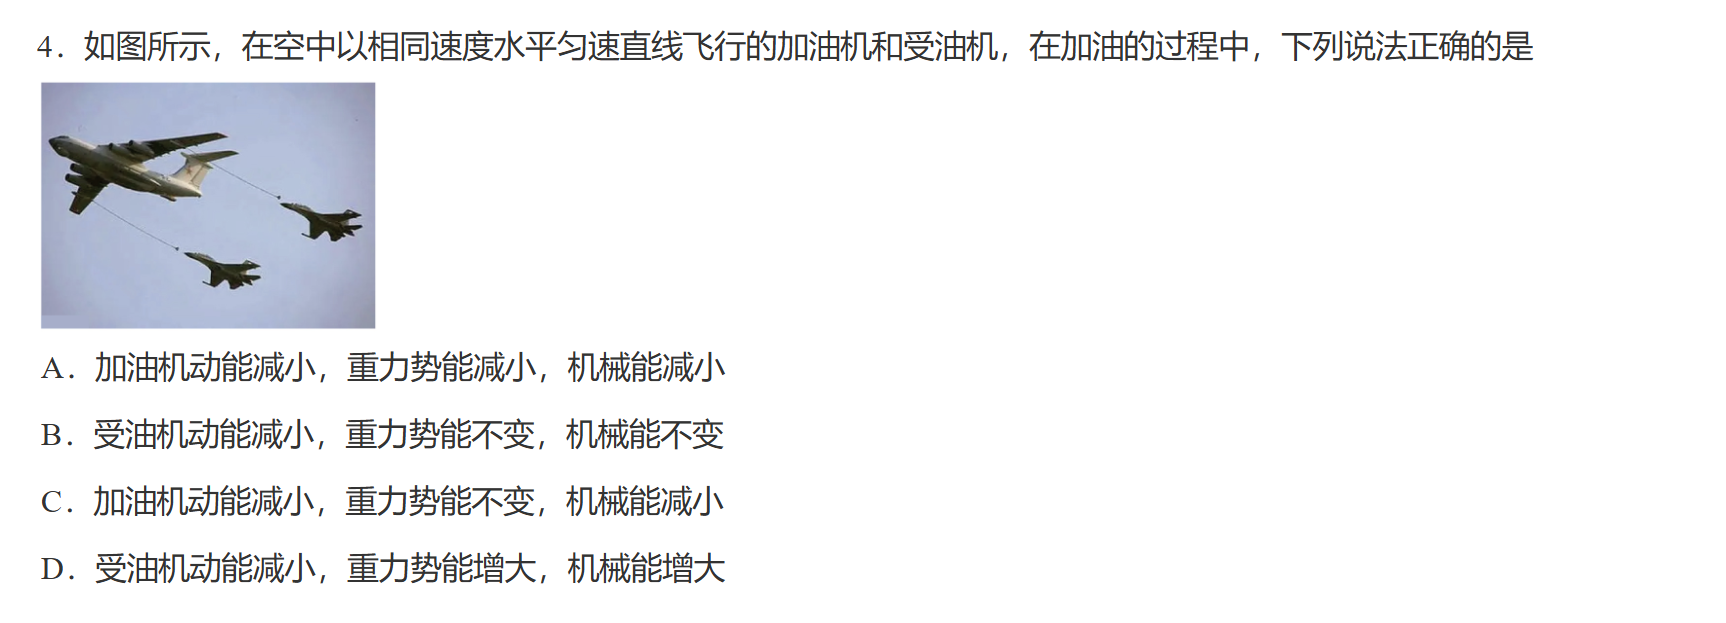 4．如图所示，在空中以相同速度水平匀速直线飞行的加油机和受油机，在加油的过程中，下列说法正确的是
A．加油机动能减小，重力势能减小，机械能减小
B．受油机动能减小，重力势能不变，机械能不变
C．加油机动能减小，重力势能不变，机械能减小
D．受油机动能减小，重力势能增大，机械能增大